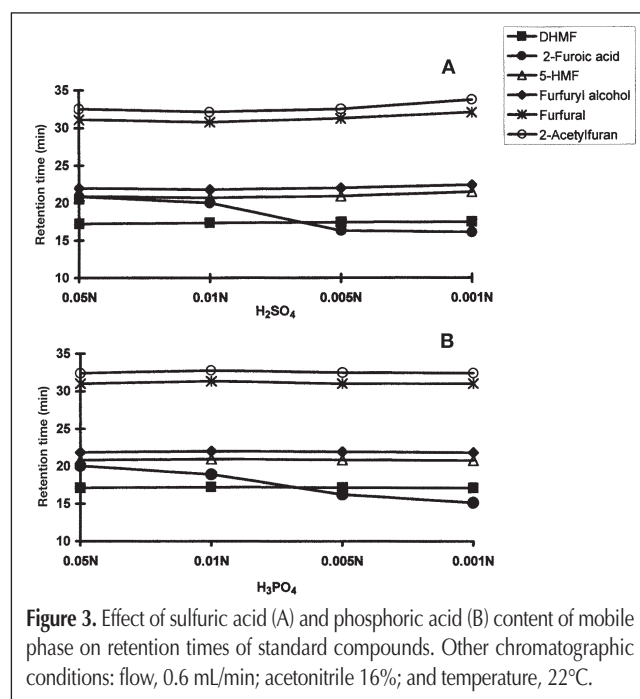 DHMF
2-Furoic acid
5-HMF
Furfuryl alcohol
Furfural
2-Acetylfuran
A
Retention time (min)
35
30
25
20
15
10
0.05N 0.01N 0.005N 0.001N
H₂SO₄
B
Retention time (min)
35
30
25
20
15
10
0.05N 0.01N 0.005N 0.001N
H₃PO₄
Figure 3. Effect of sulfuric acid (A) and phosphoric acid (B) content of mobile
phase on retention times of standard compounds. Other chromatographic
conditions: flow, 0.6 mL/min; acetonitrile 16%; and temperature, 22°C.